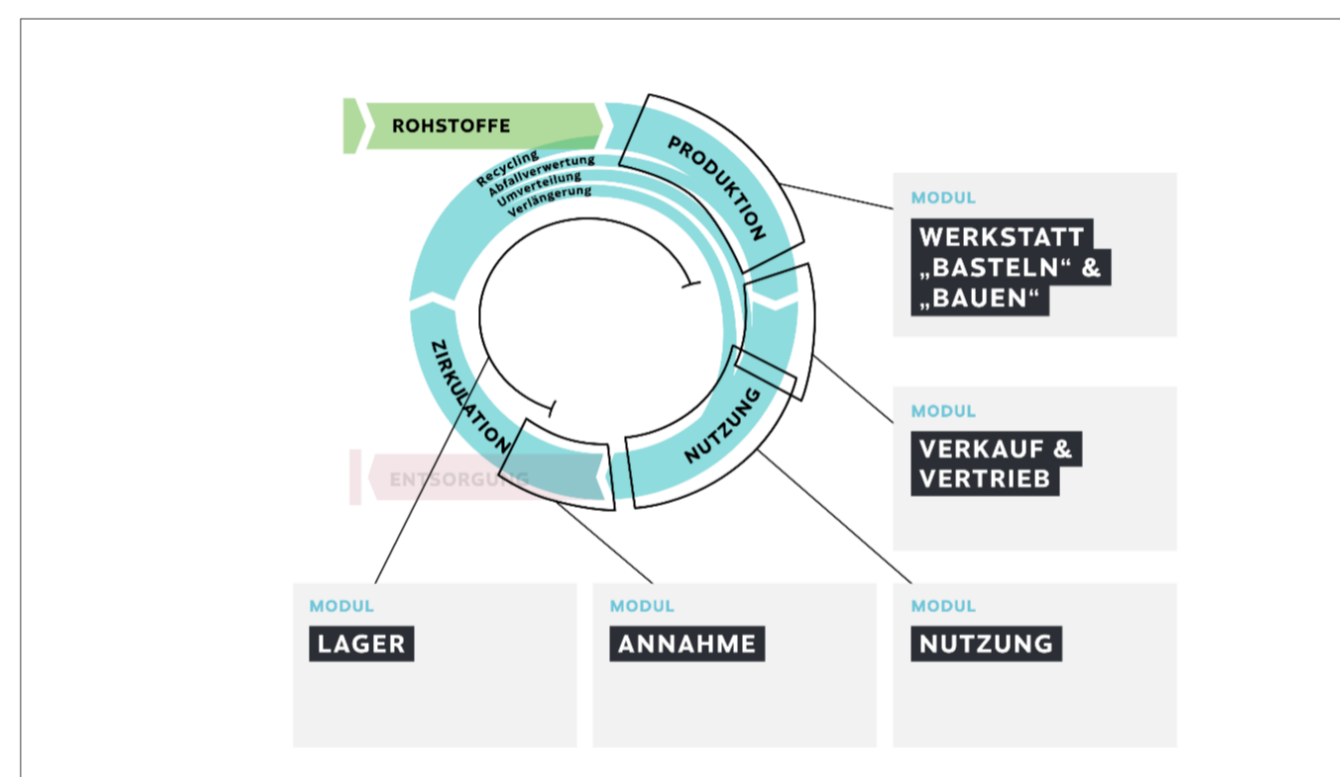 ROHSTOFFE
PRODUKTION
Recycling
Abfallverwertung
Umverteilung
Verlängerung
ZIRKULATION
NUTZUNG
ENTSORGUNG
MODUL
WERKSTATT
„BASTELN“ &
„BAUEN“
MODUL
VERKAUF &
VERTRIEB
MODUL
LAGER
MODUL
ANNAHME
MODUL
NUTZUNG